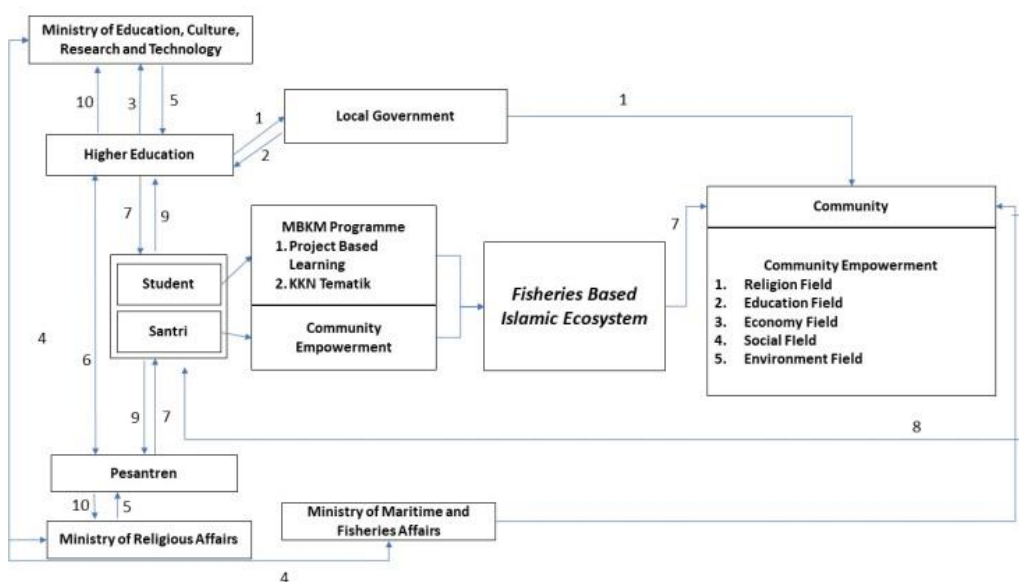 Ministry of Education, Culture,
Research and Technology
10
3
5
1
Local Government
1
Higher Education
2
7
9
MBKM Programme
1. Project Based
Learning
2. KKN Tematik
7
Community
Student
Santri
Community
Empowerment
Fisheries Based
Islamic Ecosystem
Community Empowerment
1. Religion Field
2. Education Field
3. Economy Field
4. Social FIeld
5. Environment Field
4
6
9
7
8
Pesantren
10
5
Ministry of Religious Affairs
Ministry of Maritime and
Fisheries Affairs
4